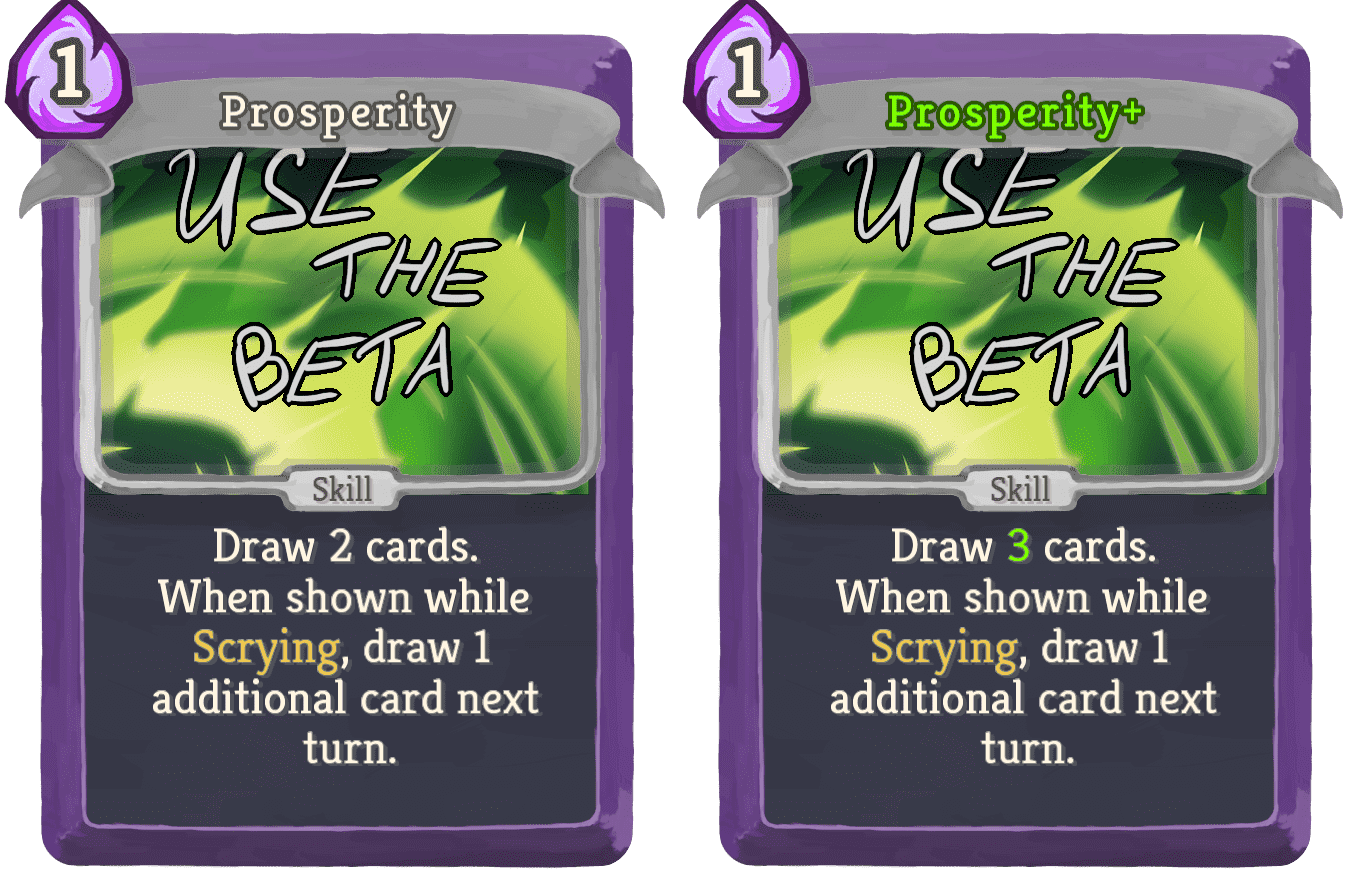 1
Prosperity
USE
THE
BETA
Skill
Draw 2 cards.
When shown while
Scrying, draw 1
additional card next
turn.
1
Prosperity+
USE
THE
BETA
Skill
Draw 3 cards.
When shown while
Scrying, draw 1
additional card next
turn.